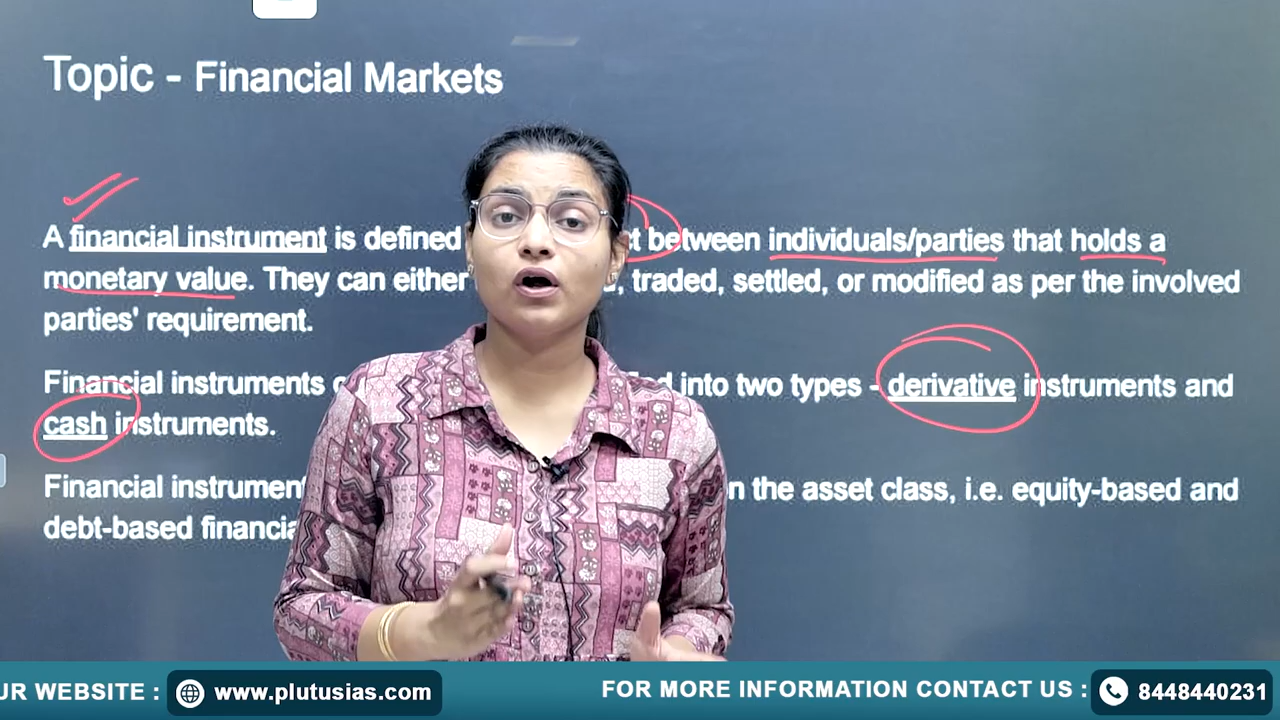 Topic - Financial Markets
A financial instrument is defined between individuals/parties that holds a
monetary value. They can either traded, settled, or modified as per the involved
parties' requirement.
Financial instruments into two types - derivative instruments and
cash instruments.
Financial on the asset class, i.e. equity-based and
debt-based
UR WEBSITE : www.plutusias.com FOR MORE INFORMATION CONTACT US : 8448440231